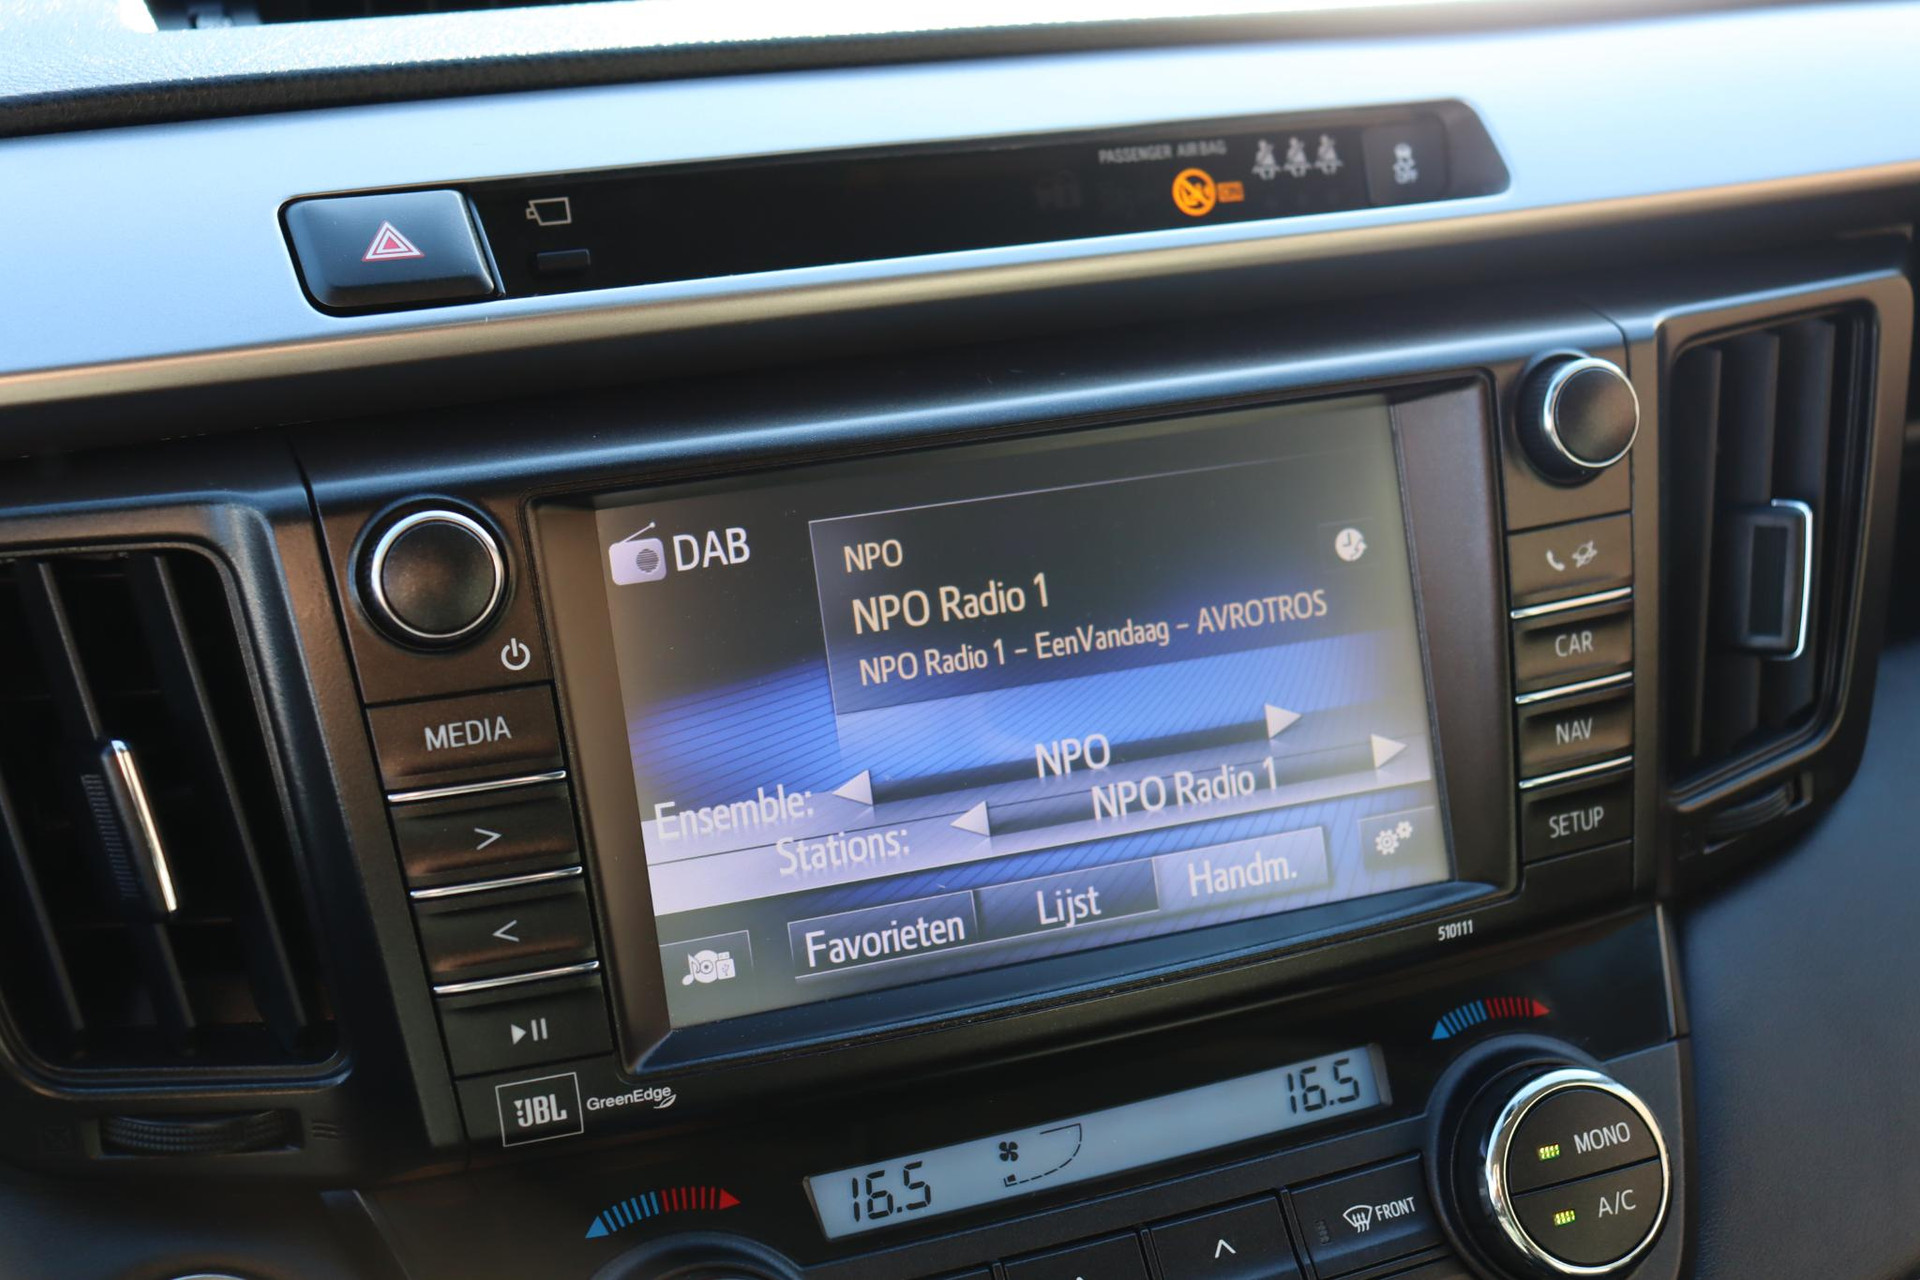 PASSENGER AIR BAG
OFF
DAB
NPO
NPO Radio 1
NPO Radio 1 - EenVandaag - AVROTROS
Ensemble: NPO
Stations: NPO Radio 1
Favorieten Lijst Handm.
MEDIA
>
<
CAR
NAV
SETUP
510111
JBL GreenEdge
16.5
16.5
FRONT
MONO
A/C